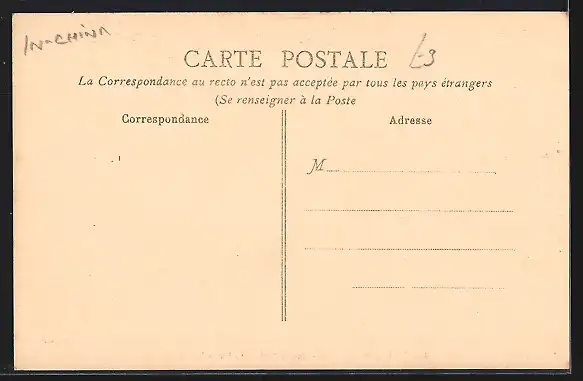 IN-CHINA
CARTE POSTALE £3
La Correspondance au recto n'est pas acceptée par tous les pays étrangers
(Se renseigner à la Poste
Correspondance
Adresse
M